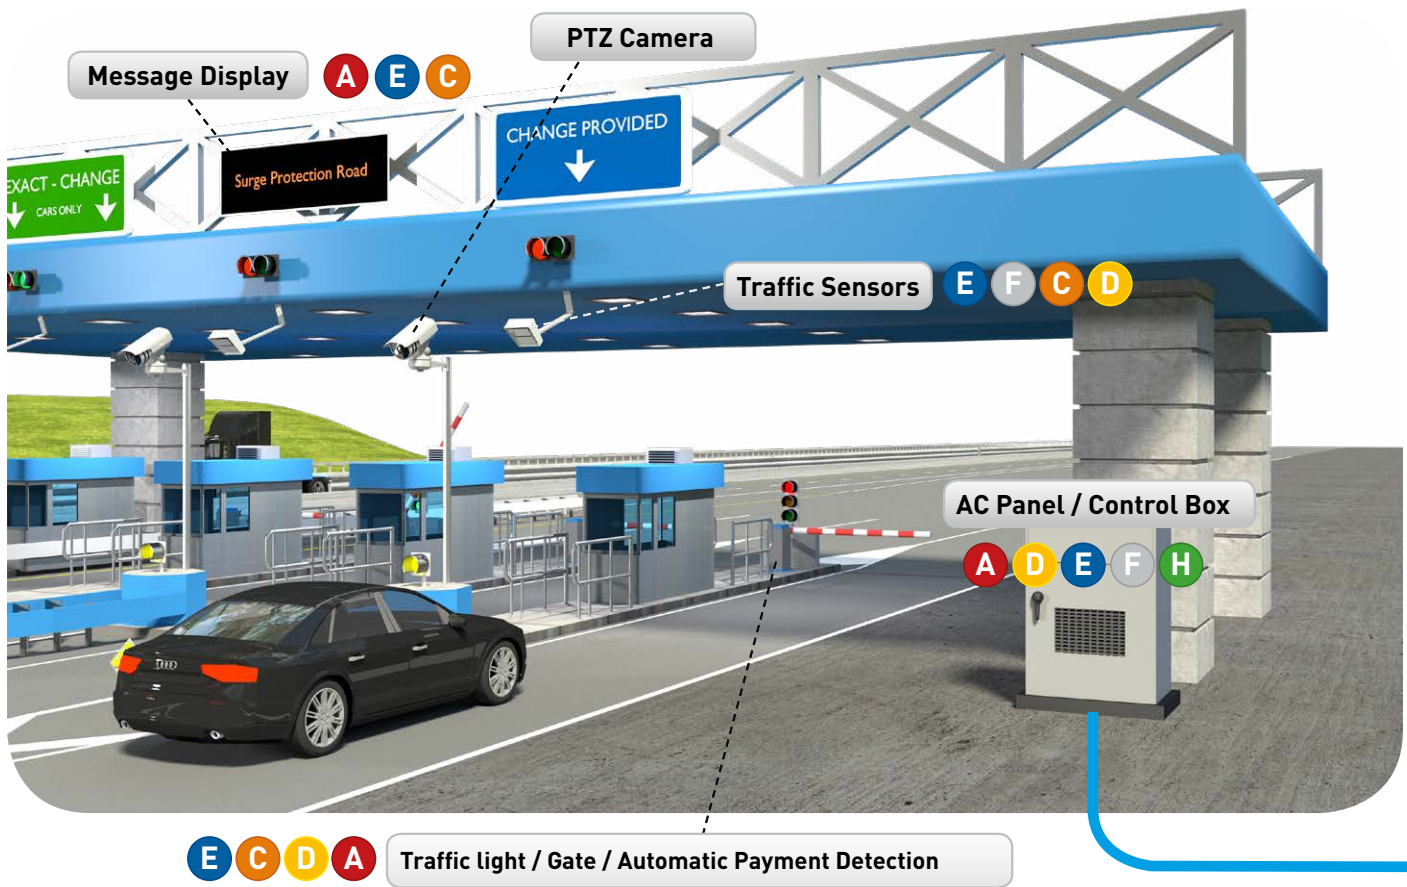 PTZ Camera
Message Display A E C
CHANGE PROVIDED
EXACT - CHANGE
CARS ONLY
Surge Protection Road
Traffic Sensors E F C D
AC Panel / Control Box
A D E F H
E C D A Traffic light / Gate / Automatic Payment Detection